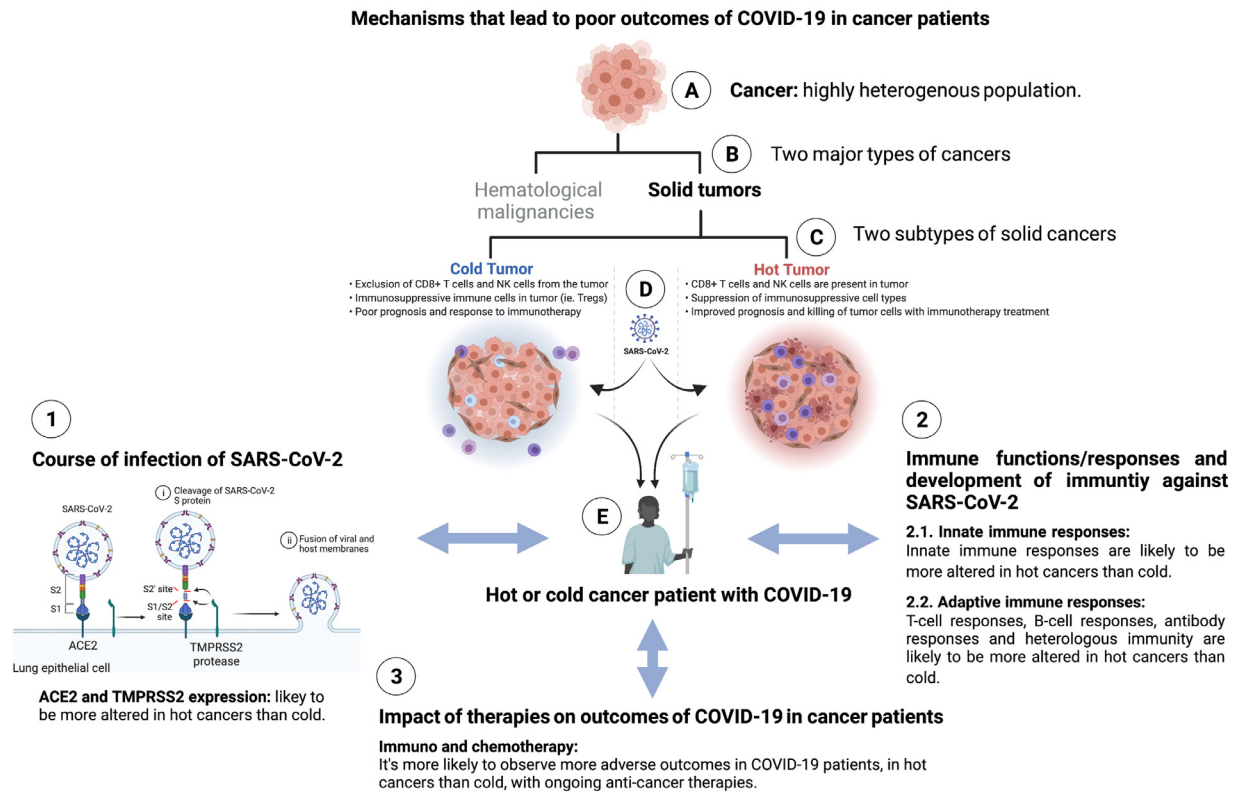 Mechanisms that lead to poor outcomes of COVID-19 in cancer patients
A
Cancer: highly heterogenous population.
B
Two major types of cancers
Hematological
malignancies
Solid tumors
C
Two subtypes of solid cancers
Cold Tumor
• Exclusion of CD8+ T cells and NK cells from the tumor
• Immunosuppressive immune cells in tumor (ie. Tregs)
• Poor prognosis and response to immunotherapy
D
SARS-CoV-2
Hot Tumor
• CD8+ T cells and NK cells are present in tumor
• Suppression of immunosuppressive cell types
• Improved prognosis and killing of tumor cells with immunotherapy treatment
1
Course of infection of SARS-CoV-2
SARS-CoV-2
i
Cleavage of SARS-CoV-2
S protein
ii
Fusion of viral and
host membranes
S2
S1
S2' site
S1/S2
site
ACE2
TMPRSS2
protease
Lung epithelial cell
ACE2 and TMPRSS2 expression: likey to
be more altered in hot cancers than cold.
E
Hot or cold cancer patient with COVID-19
2
Immune functions/responses and
development of immuntiy against
SARS-CoV-2
2.1. Innate immune responses:
Innate immune responses are likely to be
more altered in hot cancers than cold.
2.2. Adaptive immune responses:
T-cell responses, B-cell responses, antibody
responses and heterologous immunity are
likely to be more altered in hot cancers than
cold.
3
Impact of therapies on outcomes of COVID-19 in cancer patients
Immuno and chemotherapy:
It's more likely to observe more adverse outcomes in COVID-19 patients, in hot
cancers than cold, with ongoing anti-cancer therapies.